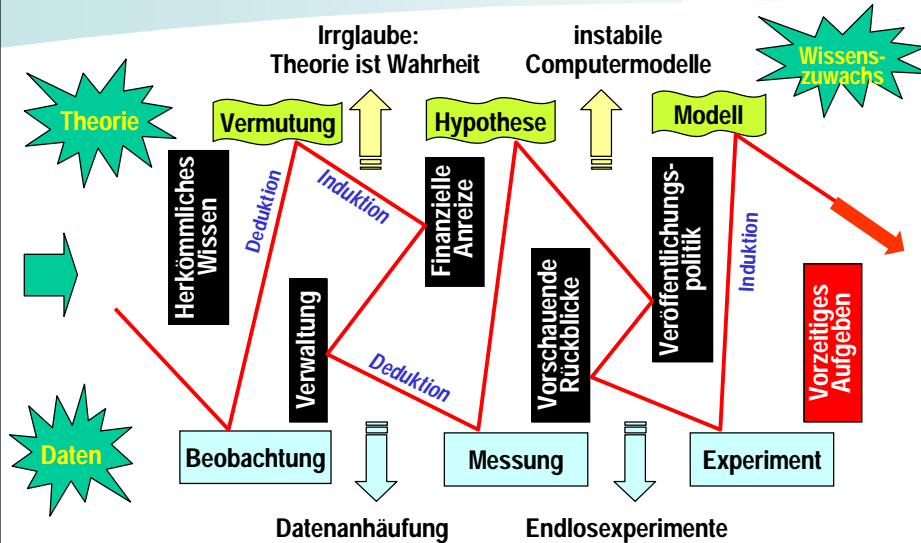 Irrglaube:
Theorie ist Wahrheit
instabile
Computermodelle
Wissens-
zuwachs
Theorie
Vermutung
Hypothese
Modell
Herkömmliches
Wissen
Deduktion
Induktion
Finanzielle
Anreize
Veröffentlichungs-
politik
Induktion
Verwaltung
Deduktion
Vorschauende
Rückblicke
Vorzeitiges
Aufgeben
Daten
Beobachtung
Messung
Experiment
Datenanhäufung
Endlosexperimente